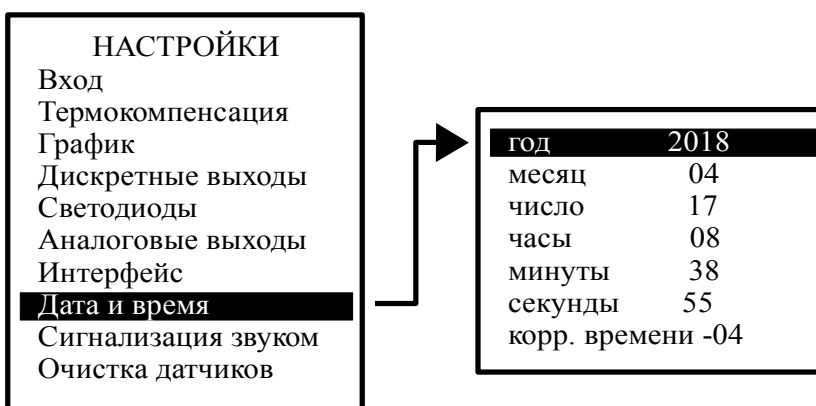 НАСТРОЙКИ
Вход
Термокомпенсация
График
Дискретные выходы
Светодиоды
Аналоговые выходы
Интерфейс
Дата и время
Сигнализация звуком
Очистка датчиков
год 2018
месяц 04
число 17
часы 08
минуты 38
секунды 55
корр. времени -04